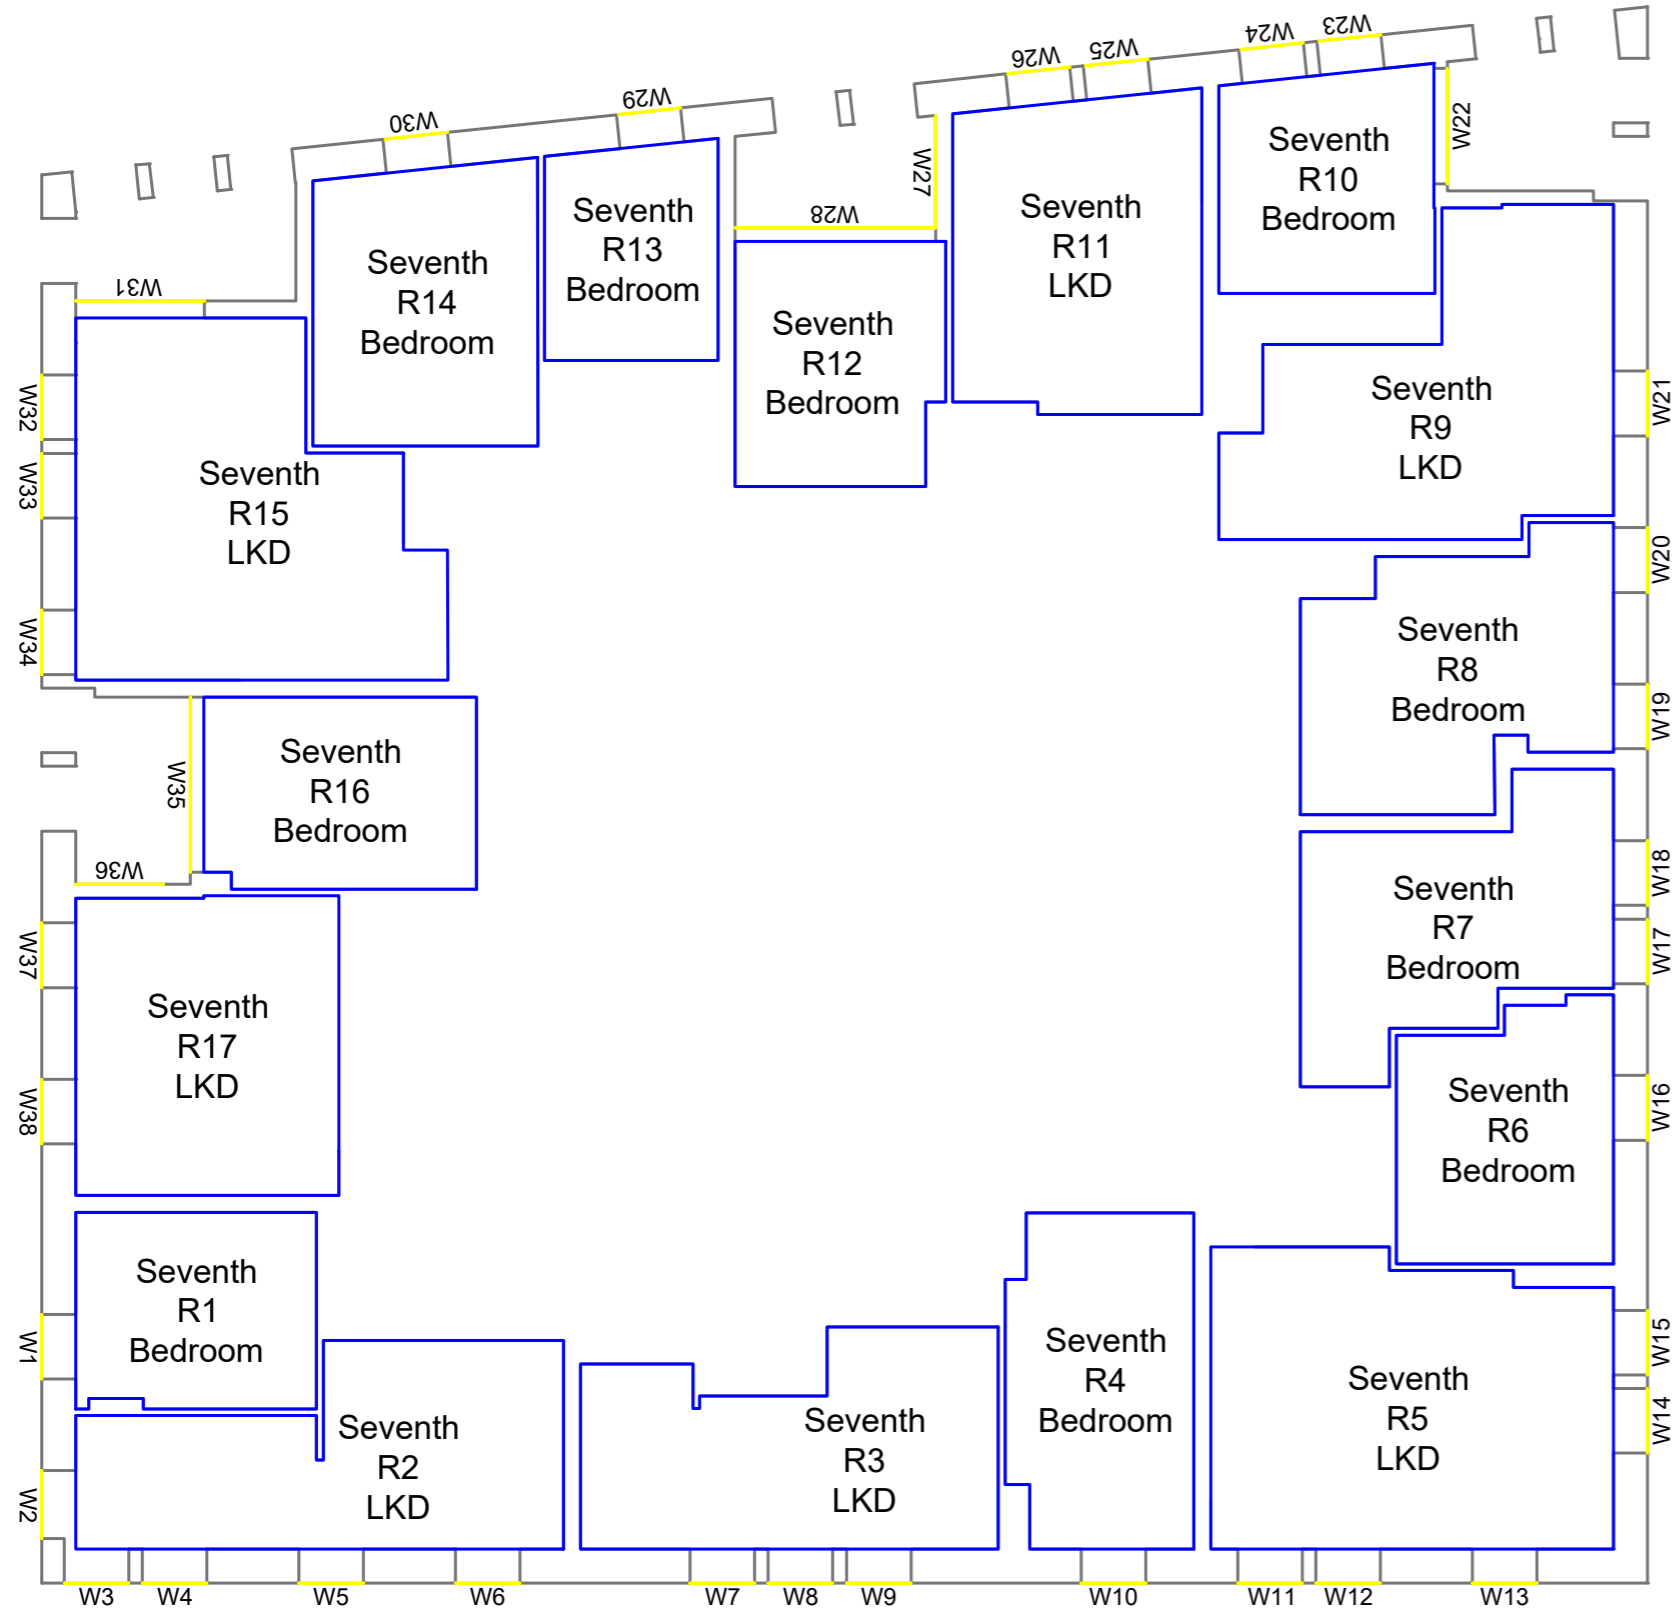 W23
W24
W25
W26
W29
W30
W22
W27
W28
W31
Seventh
R10
Bedroom
Seventh
R11
LKD
Seventh
R13
Bedroom
Seventh
R14
Bedroom
Seventh
R12
Bedroom
Seventh
R9
LKD
W21
W32
W33
Seventh
R15
LKD
W20
W34
Seventh
R8
Bedroom
W19
W35
Seventh
R16
Bedroom
W36
W18
Seventh
R7
Bedroom
W17
W37
Seventh
R17
LKD
W38
Seventh
R6
Bedroom
W16
Seventh
R1
Bedroom
W1
Seventh
R4
Bedroom
Seventh
R5
LKD
W15
W14
Seventh
R2
LKD
Seventh
R3
LKD
W2
W3
W4
W5
W6
W7
W8
W9
W10
W11
W12
W13